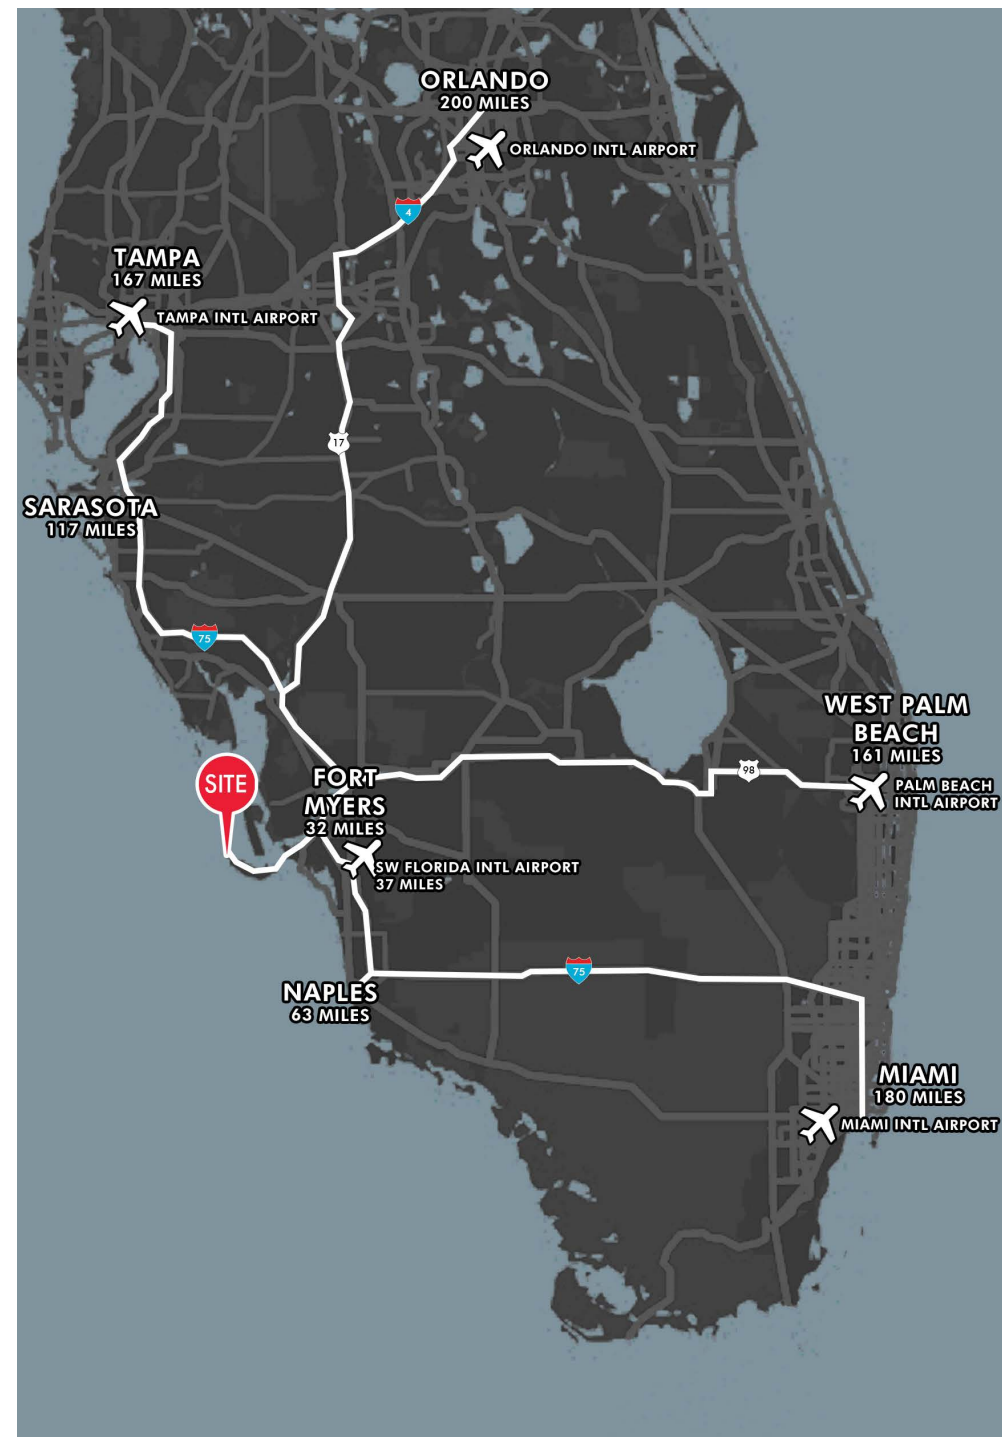 ORLANDO
200 MILES
ORLANDO INTL AIRPORT
4
TAMPA
167 MILES
TAMPA INTL AIRPORT
17
SARASOTA
117 MILES
75
WEST PALM
BEACH
161 MILES
SITE
FORT
MYERS
32 MILES
98
PALM BEACH
INTL AIRPORT
SW FLORIDA INTL AIRPORT
37 MILES
75
NAPLES
63 MILES
MIAMI
180 MILES
MIAMI INTL AIRPORT